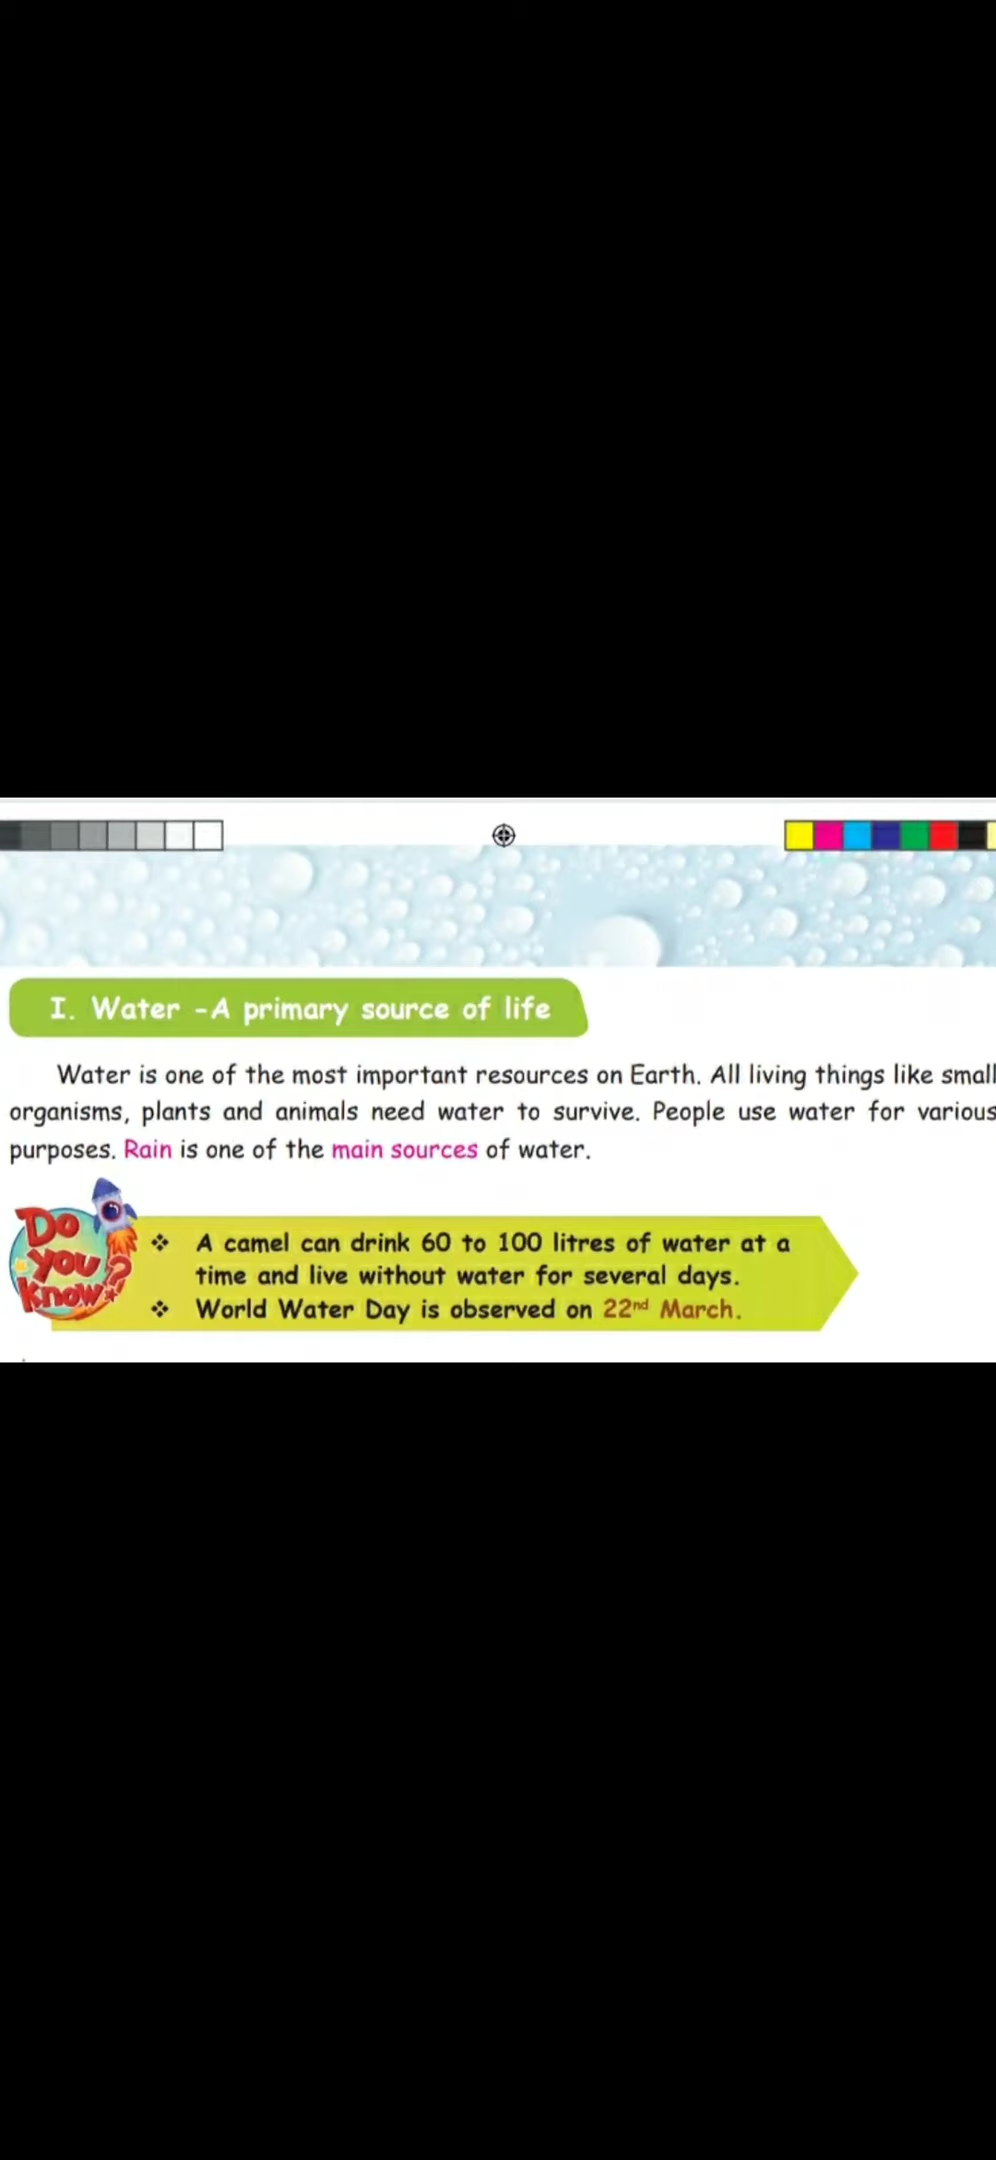 I. Water -A primary source of life
Water is one of the most important resources on Earth. All living things like small
organisms, plants and animals need water to survive. People use water for various
purposes. Rain is one of the main sources of water.
Do
you
know?
❖ A camel can drink 60 to 100 litres of water at a
time and live without water for several days.
❖ World Water Day is observed on 22nd March.